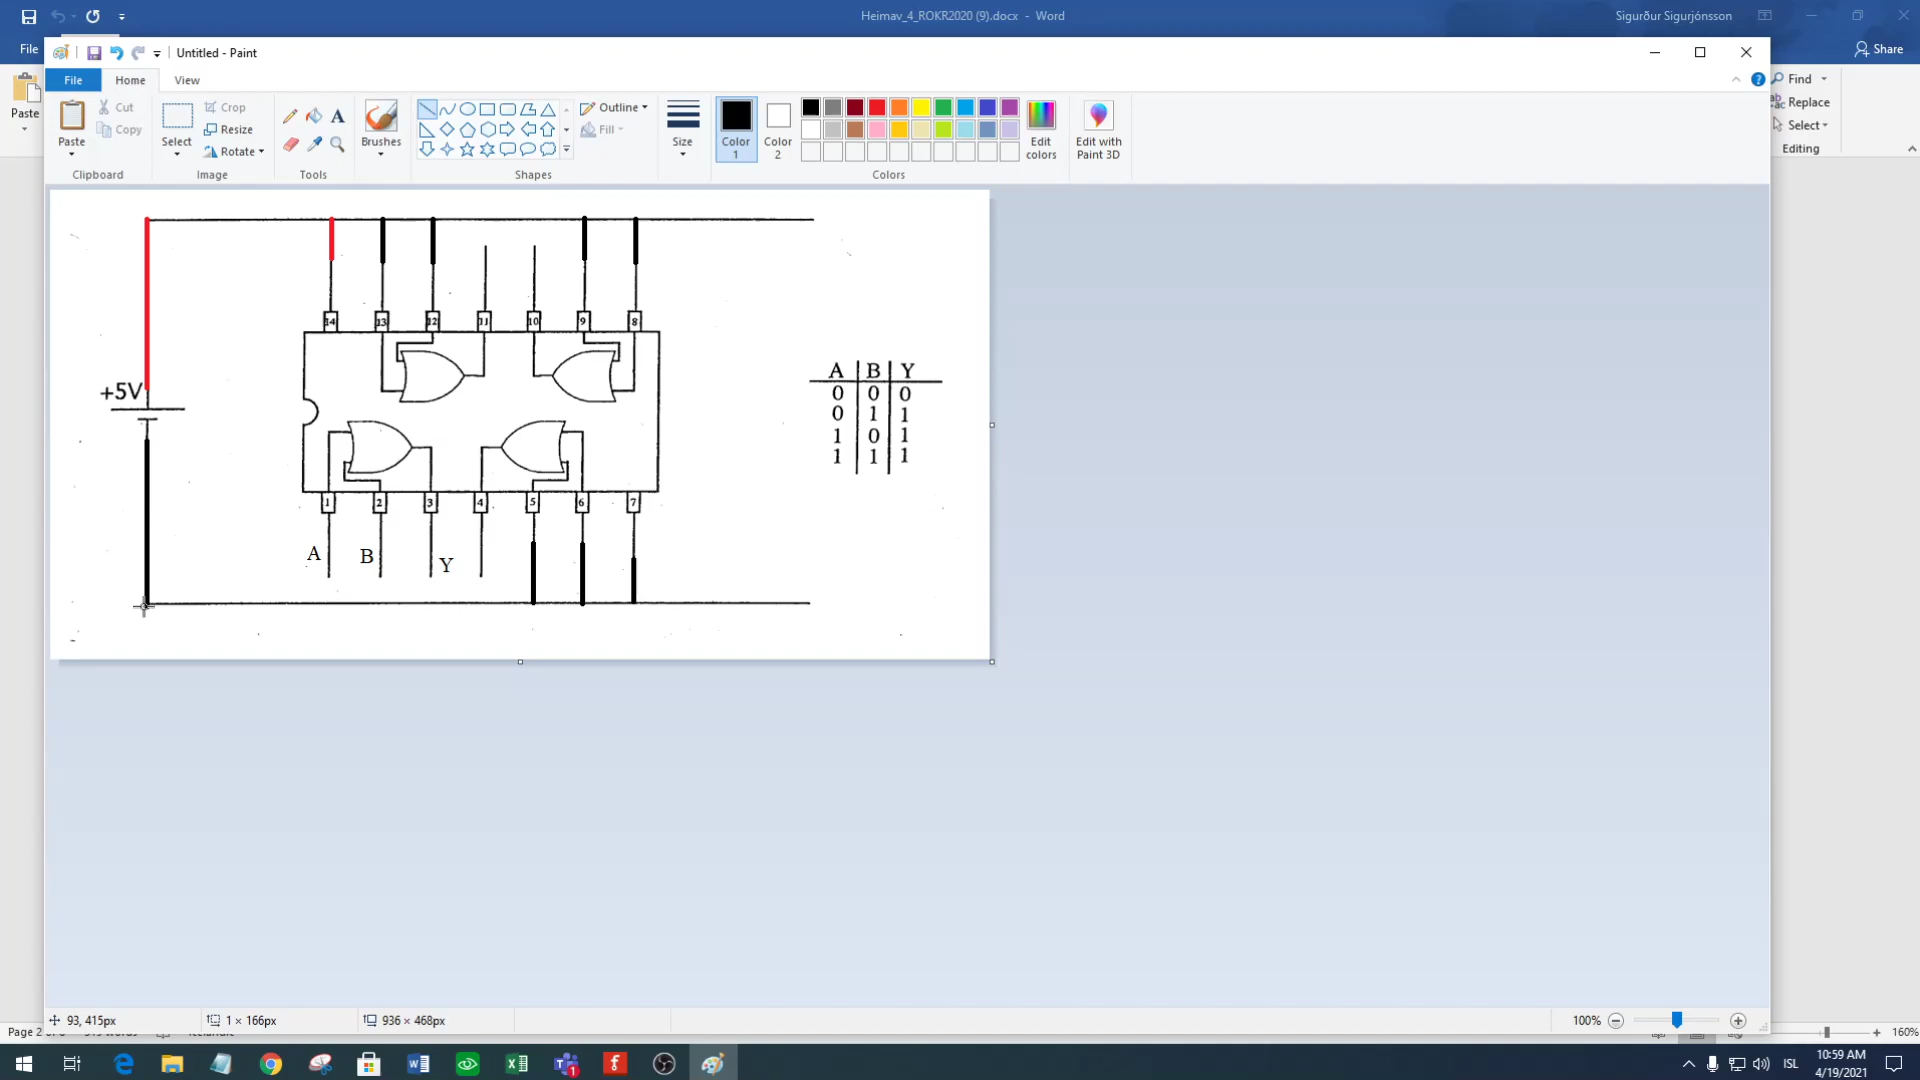 Heimav_4_ROKR2020 (9).docx - Word
Sigurður Sigurjónsson
File
Share
Untitled - Paint
File
Home
View
Paste
Cut
Copy
Clipboard
Select
Crop
Resize
Rotate
Image
Tools
Brushes
Shapes
Outline
Fill
Size
Color 1
Color 2
Edit colors
Edit with Paint 3D
Colors
Paste
Find
Replace
Select
Editing
14 13 12 11 10 9 8
+5V
A B Y
0 0 0
0 1 1
1 0 1
1 1 1
1 2 3 4 5 6 7
A B Y
93, 415px
1 × 166px
936 × 468px
100%
160%
ISL
10:59 AM
4/19/2021